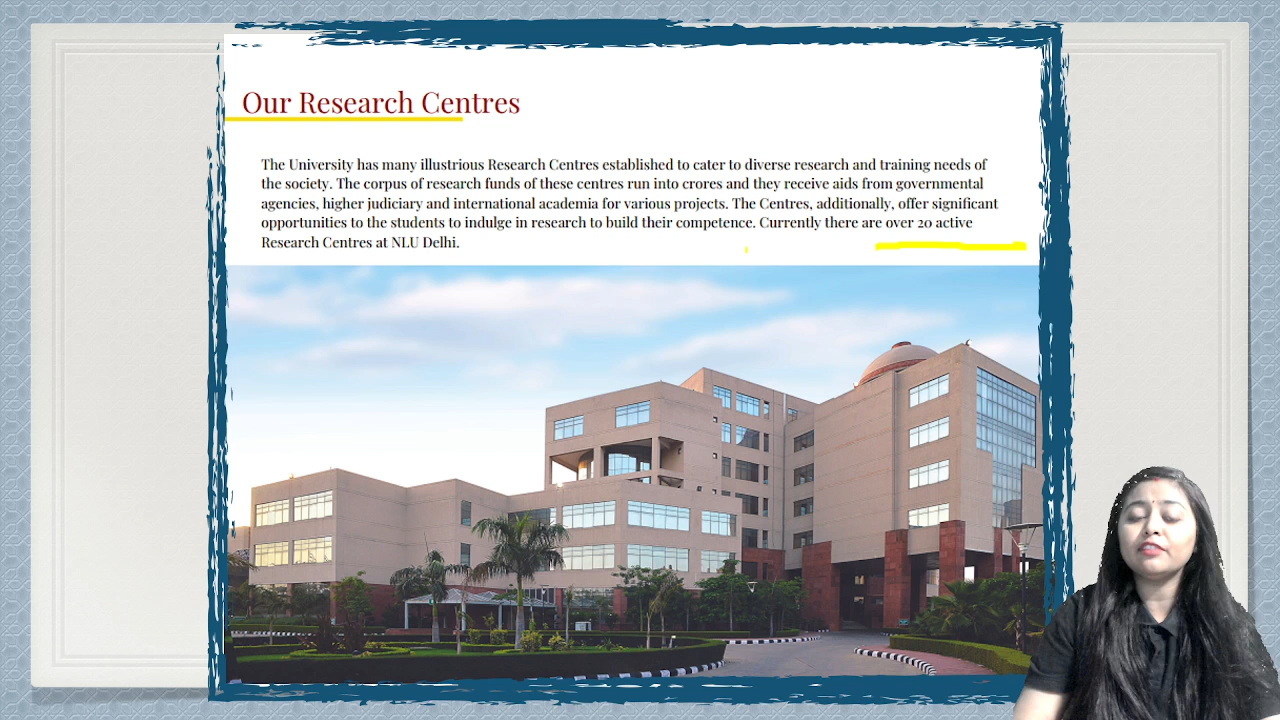 Our Research Centres
The University has many illustrious Research Centres established to cater to diverse research and training needs of
the society. The corpus of research funds of these centres run into crores and they receive aids from governmental
agencies, higher judiciary and international academia for various projects. The Centres, additionally, offer significant
opportunities to the students to indulge in research to build their competence. Currently there are over 20 active
Research Centres at NLU Delhi.